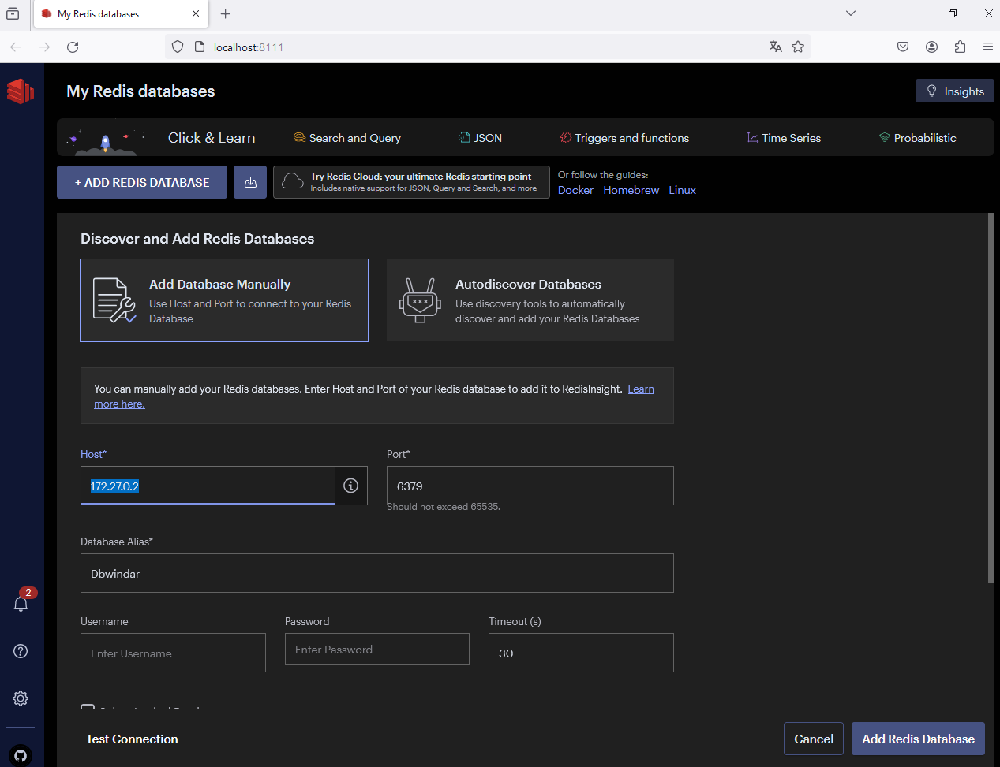 My Redis databases
localhost:8111
My Redis databases
Insights
Click & Learn
Search and Query
JSON
Triggers and functions
Time Series
Probabilistic
+ ADD REDIS DATABASE
Try Redis Cloud: your ultimate Redis starting point
Includes native support for JSON, Query and Search, and more
Or follow the guides:
Docker Homebrew Linux
Discover and Add Redis Databases
Add Database Manually
Use Host and Port to connect to your Redis
Database
Autodiscover Databases
Use discovery tools to automatically
discover and add your Redis Databases
You can manually add your Redis databases. Enter Host and Port of your Redis database to add it to RedisInsight. Learn
more here.
Host*
172.27.0.2
Port*
6379
Should not exceed 65535.
Database Alias*
Dbwindar
Username
Enter Username
Password
Enter Password
Timeout (s)
30
2
Test Connection
Cancel
Add Redis Database